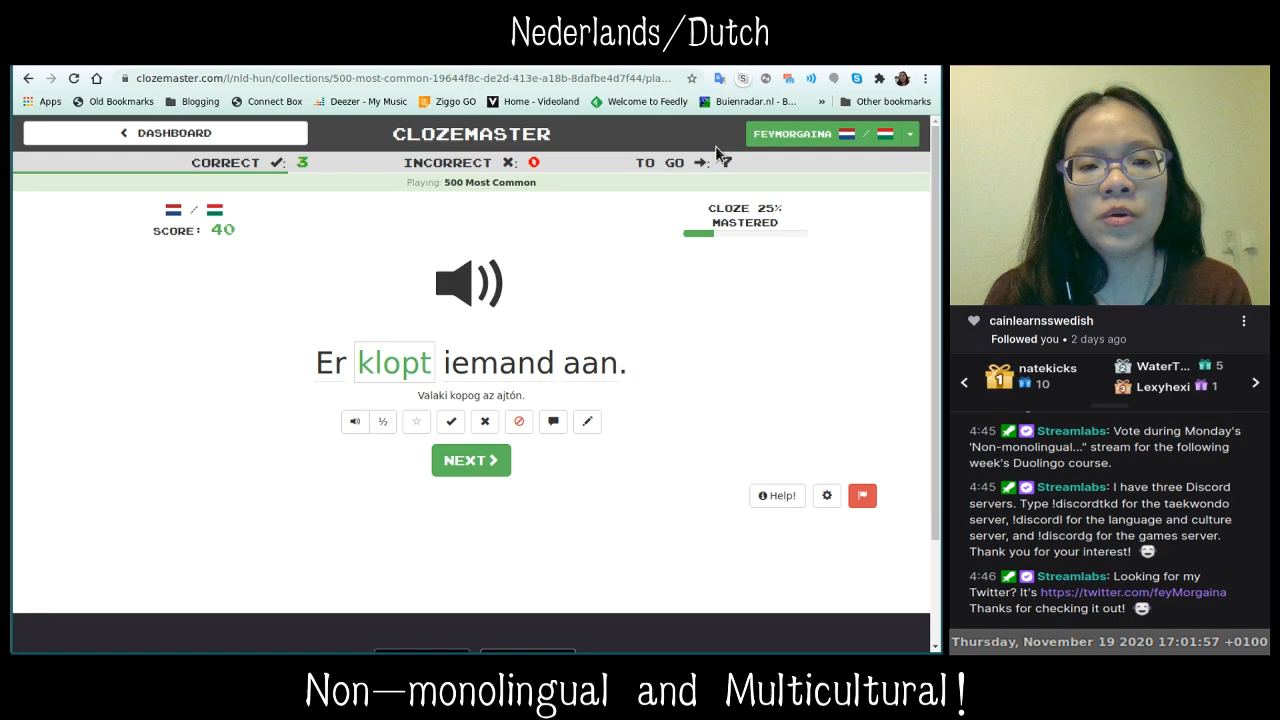 Nederlands/Dutch
clozemaster.com/l/nld-hun/collections/500-most-common-19644f8c-de2d-413e-a18b-8dafbe4d7f44/pla...
Apps Old Bookmarks Blogging Connect Box Deezer - My Music Ziggo GO Home - Videoland Welcome to Feedly Buienradar.nl - B... » Other bookmarks
DASHBOARD CLOZEMASTER FEYMORGAINA /
CORRECT ✔: 3 INCORRECT ✖: 0 TO GO →: 7
Playing: 500 Most Common
/
SCORE: 40
CLOZE 25%
MASTERED
Er klopt iemand aan.
Valaki kopog az ajtón.
½
NEXT
Help!
cainlearnsswedish
Followed you • 2 days ago
1 natekicks
10
2 WaterT... 5
3 Lexyhexi 1
4:45 Streamlabs: Vote during Monday's
'Non-monolingual..." stream for the following
week's Duolingo course.
4:45 Streamlabs: I have three Discord
servers. Type !discordtkd for the taekwondo
server, !discordl for the language and culture
server, and !discordg for the games server.
Thank you for your interest!
4:46 Streamlabs: Looking for my
Twitter? It's https://twitter.com/feyMorgaina
Thanks for checking it out!
Thursday, November 19 2020 17:01:57 +0100
Non-monolingual and Multicultural!